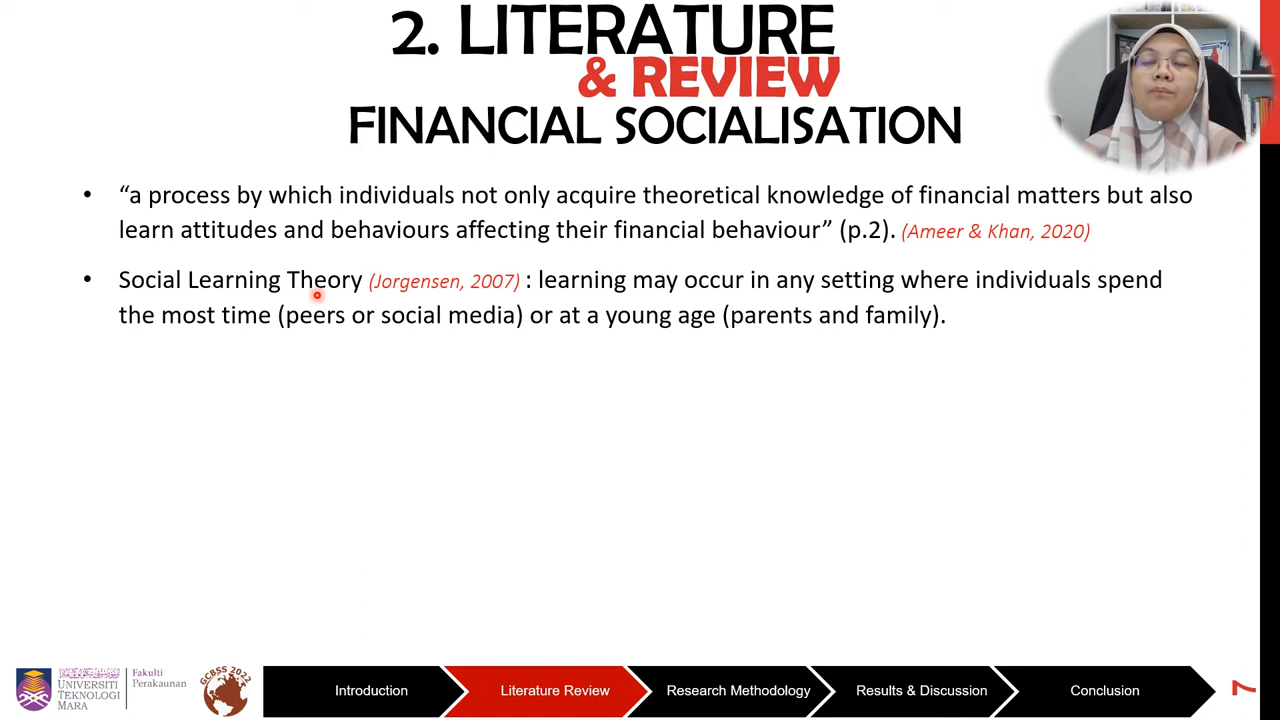 2. LITERATURE
& REVIEW
FINANCIAL SOCIALISATION
• “a process by which individuals not only acquire theoretical knowledge of financial matters but also
learn attitudes and behaviours affecting their financial behaviour” (p.2). (Ameer & Khan, 2020)
• Social Learning Theory (Jorgensen, 2007) : learning may occur in any setting where individuals spend
the most time (peers or social media) or at a young age (parents and family).
UNIVERSITI
TEKNOLOGI
MARA
Fakulti
Perakaunan
GCBSS 2022
Introduction
Literature Review
Research Methodology
Results & Discussion
Conclusion
7